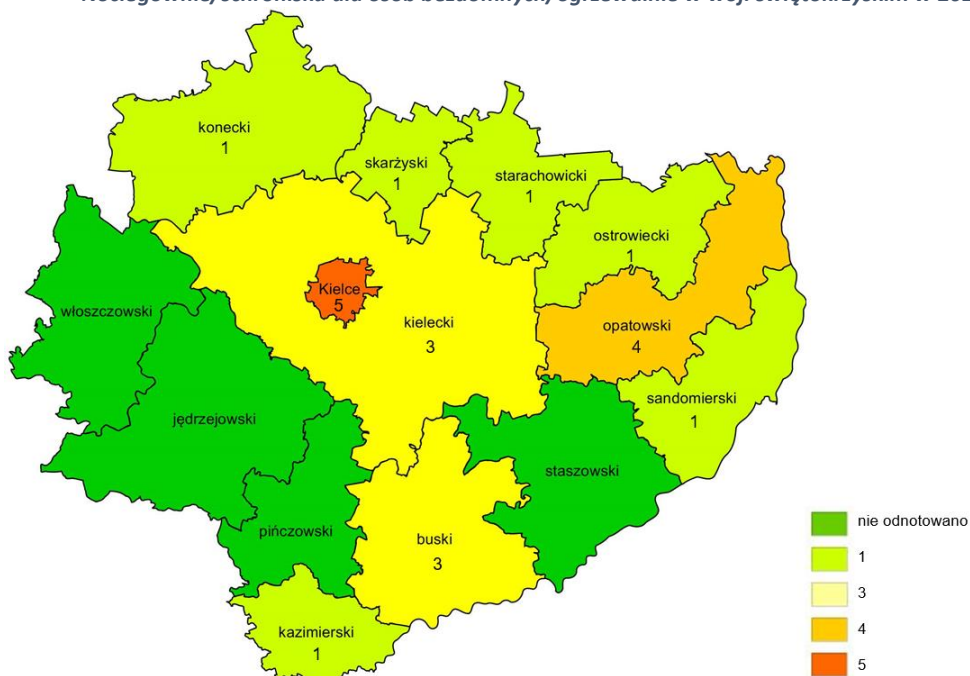 konecki
1
skarżyski
1
starachowicki
1
ostrowiecki
1
włoszczowski
Kielce
5
kielecki
3
opatowski
4
sandomierski
1
jędrzejowski
staszowski
pińczowski
buski
3
kazimierski
1
nie odnotowano
1
3
4
5